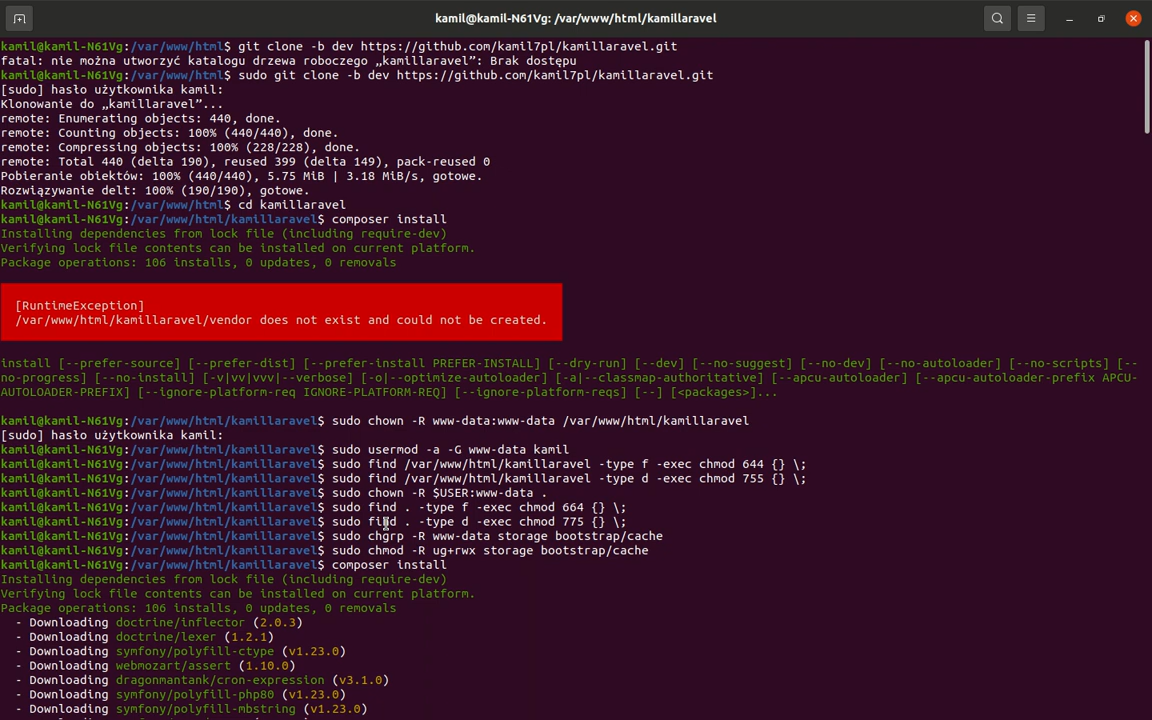 kamil@kamil-N61Vg: /var/www/html/kamillaravel
kamil@kamil-N61Vg:/var/www/html$ git clone -b dev https://github.com/kamil7pl/kamillaravel.git
fatal: nie można utworzyć katalogu drzewa roboczego „kamillaravel”: Brak dostępu
kamil@kamil-N61Vg:/var/www/html$ sudo git clone -b dev https://github.com/kamil7pl/kamillaravel.git
[sudo] hasło użytkownika kamil:
Klonowanie do „kamillaravel”...
remote: Enumerating objects: 440, done.
remote: Counting objects: 100% (440/440), done.
remote: Compressing objects: 100% (228/228), done.
remote: Total 440 (delta 190), reused 399 (delta 149), pack-reused 0
Pobieranie obiektów: 100% (440/440), 5.75 MiB | 3.18 MiB/s, gotowe.
Rozwiązywanie delt: 100% (190/190), gotowe.
kamil@kamil-N61Vg:/var/www/html$ cd kamillaravel
kamil@kamil-N61Vg:/var/www/html/kamillaravel$ composer install
Installing dependencies from lock file (including require-dev)
Verifying lock file contents can be installed on current platform.
Package operations: 106 installs, 0 updates, 0 removals
[RuntimeException]
/var/www/html/kamillaravel/vendor does not exist and could not be created.
install [--prefer-source] [--prefer-dist] [--prefer-install PREFER-INSTALL] [--dry-run] [--dev] [--no-suggest] [--no-dev] [--no-autoloader] [--no-scripts] [--
no-progress] [--no-install] [-v|vv|vvv|--verbose] [-o|--optimize-autoloader] [-a|--classmap-authoritative] [--apcu-autoloader] [--apcu-autoloader-prefix APCU-
AUTOLOADER-PREFIX] [--ignore-platform-req IGNORE-PLATFORM-REQ] [--ignore-platform-reqs] [--] [<packages>]...
kamil@kamil-N61Vg:/var/www/html/kamillaravel$ sudo chown -R www-data:www-data /var/www/html/kamillaravel
[sudo] hasło użytkownika kamil:
kamil@kamil-N61Vg:/var/www/html/kamillaravel$ sudo usermod -a -G www-data kamil
kamil@kamil-N61Vg:/var/www/html/kamillaravel$ sudo find /var/www/html/kamillaravel -type f -exec chmod 644 {} \;
kamil@kamil-N61Vg:/var/www/html/kamillaravel$ sudo find /var/www/html/kamillaravel -type d -exec chmod 755 {} \;
kamil@kamil-N61Vg:/var/www/html/kamillaravel$ sudo chown -R $USER:www-data .
kamil@kamil-N61Vg:/var/www/html/kamillaravel$ sudo find . -type f -exec chmod 664 {} \;
kamil@kamil-N61Vg:/var/www/html/kamillaravel$ sudo find . -type d -exec chmod 775 {} \;
kamil@kamil-N61Vg:/var/www/html/kamillaravel$ sudo chgrp -R www-data storage bootstrap/cache
kamil@kamil-N61Vg:/var/www/html/kamillaravel$ sudo chmod -R ug+rwx storage bootstrap/cache
kamil@kamil-N61Vg:/var/www/html/kamillaravel$ composer install
Installing dependencies from lock file (including require-dev)
Verifying lock file contents can be installed on current platform.
Package operations: 106 installs, 0 updates, 0 removals
- Downloading doctrine/inflector (2.0.3)
- Downloading doctrine/lexer (1.2.1)
- Downloading symfony/polyfill-ctype (v1.23.0)
- Downloading webmozart/assert (1.10.0)
- Downloading dragonmantank/cron-expression (v3.1.0)
- Downloading symfony/polyfill-php80 (v1.23.0)
- Downloading symfony/polyfill-mbstring (v1.23.0)